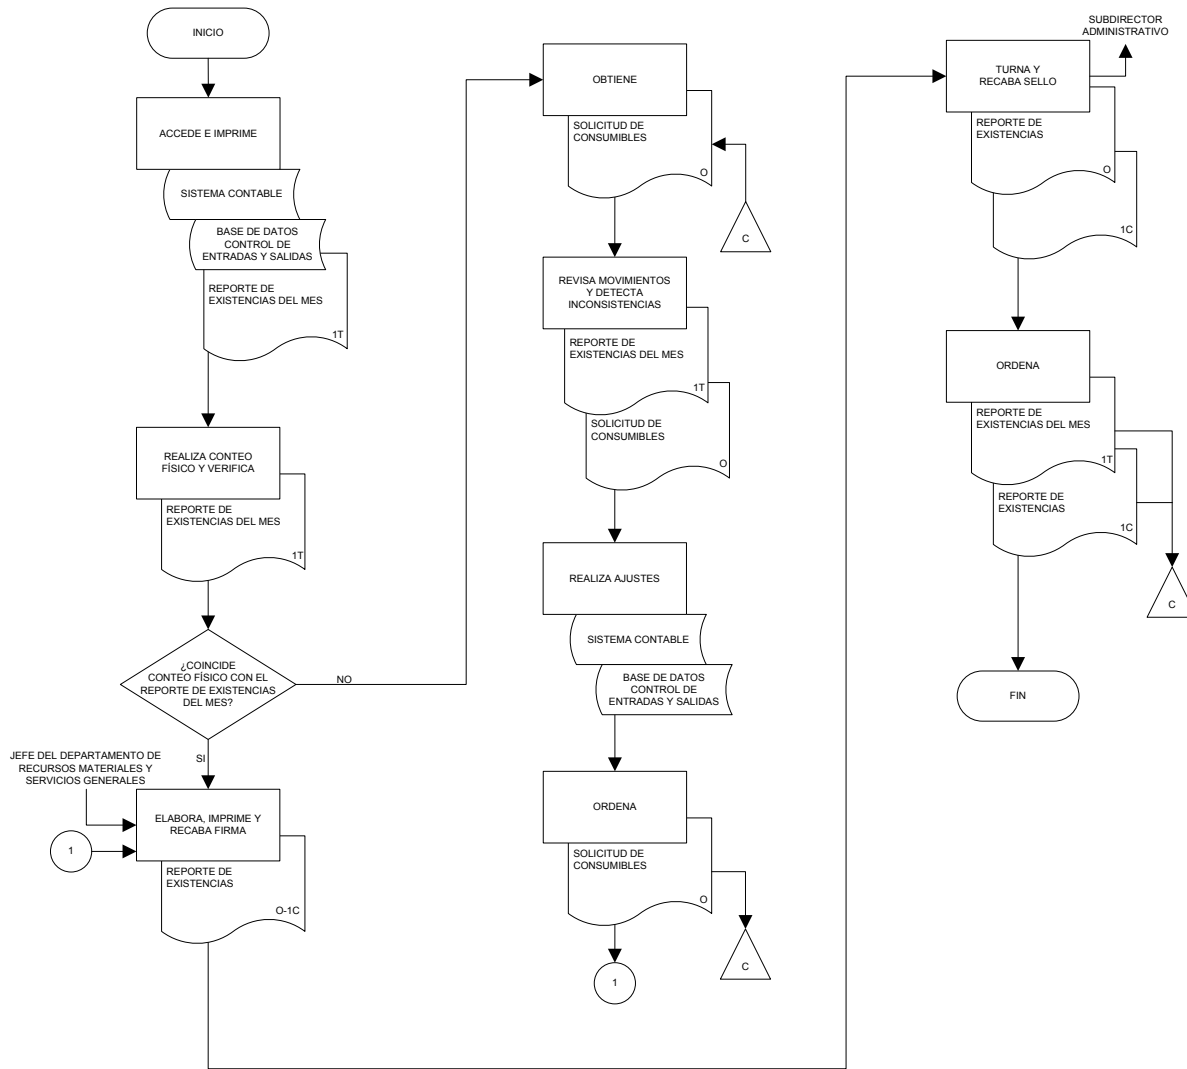 INICIO
ACCEDE E IMPRIME
SISTEMA CONTABLE
BASE DE DATOS
CONTROL DE
ENTRADAS Y SALIDAS
REPORTE DE
EXISTENCIAS DEL MES
1T
REALIZA CONTEO
FÍSICO Y VERIFICA
REPORTE DE
EXISTENCIAS DEL MES
1T
¿COINCIDE
CONTEO FÍSICO CON EL
REPORTE DE EXISTENCIAS
DEL MES?
NO
SI
JEFE DEL DEPARTAMENTO DE
RECURSOS MATERIALES Y
SERVICIOS GENERALES
ELABORA, IMPRIME Y
RECABA FIRMA
1
REPORTE DE
EXISTENCIAS
O-1C
OBTIENE
SOLICITUD DE
CONSUMIBLES
O
C
REVISA MOVIMIENTOS
Y DETECTA
INCONSISTENCIAS
REPORTE DE
EXISTENCIAS DEL MES
1T
SOLICITUD DE
CONSUMIBLES
O
REALIZA AJUSTES
SISTEMA CONTABLE
BASE DE DATOS
CONTROL DE
ENTRADAS Y SALIDAS
ORDENA
SOLICITUD DE
CONSUMIBLES
O
C
1
SUBDIRECTOR
ADMINISTRATIVO
TURNA Y
RECABA SELLO
REPORTE DE
EXISTENCIAS
O
1C
ORDENA
REPORTE DE
EXISTENCIAS DEL MES
1T
REPORTE DE
EXISTENCIAS
1C
C
FIN